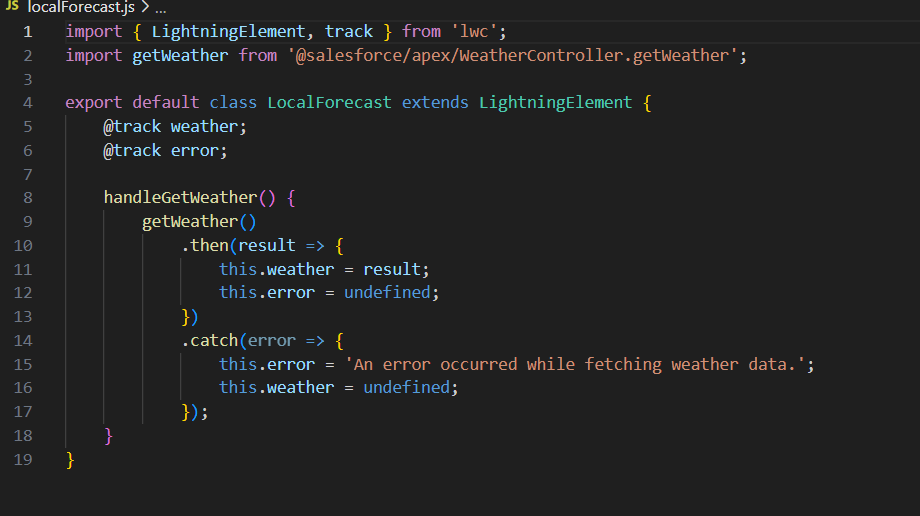 JS localForecast.js > ...
1 import { LightningElement, track } from 'lwc';
2 import getWeather from '@salesforce/apex/WeatherController.getWeather';
3
4 export default class LocalForecast extends LightningElement {
5     @track weather;
6     @track error;
7
8     handleGetWeather() {
9         getWeather()
10             .then(result => {
11                 this.weather = result;
12                 this.error = undefined;
13             })
14             .catch(error => {
15                 this.error = 'An error occurred while fetching weather data.';
16                 this.weather = undefined;
17             });
18     }
19 }